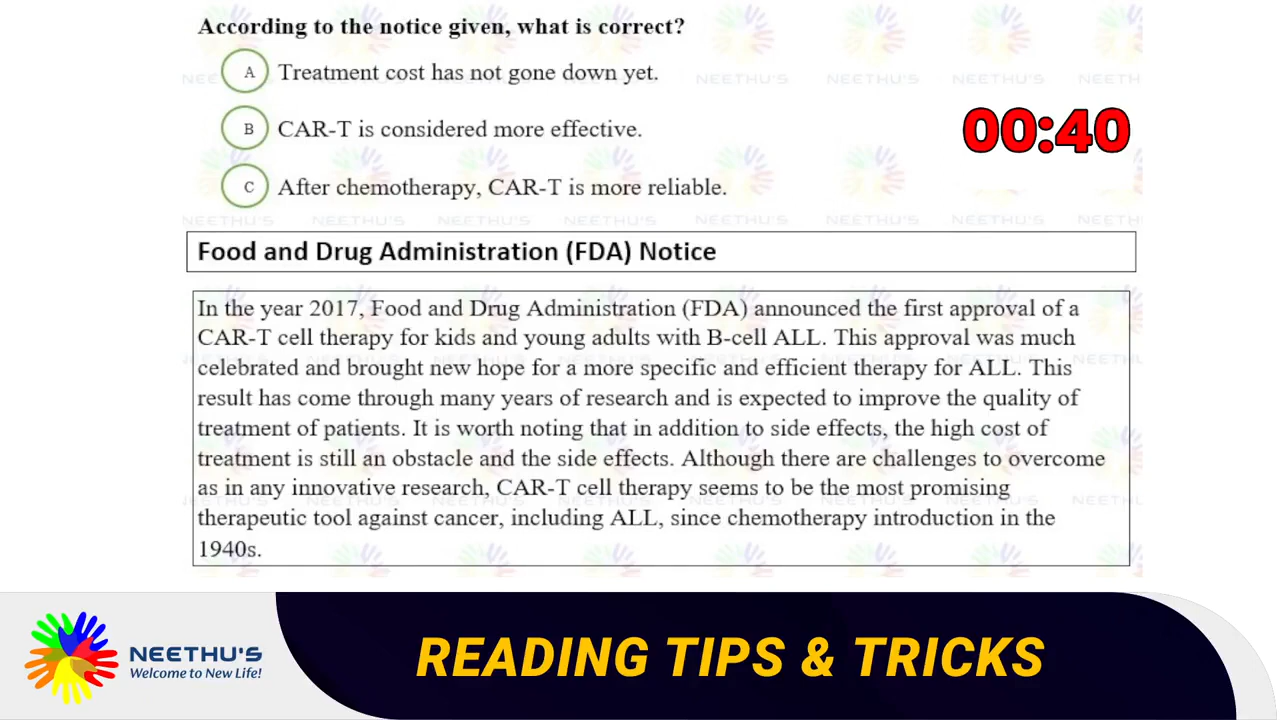 According to the notice given, what is correct?
A Treatment cost has not gone down yet.
B CAR-T is considered more effective.
00:40
C After chemotherapy, CAR-T is more reliable.
NEETHU'S NEETHU'S NEETHU'S NEETHU'S NEETHU'S NEETHU'S NEETHU'S
Food and Drug Administration (FDA) Notice
In the year 2017, Food and Drug Administration (FDA) announced the first approval of a
CAR-T cell therapy for kids and young adults with B-cell ALL. This approval was much
celebrated and brought new hope for a more specific and efficient therapy for ALL. This
result has come through many years of research and is expected to improve the quality of
treatment of patients. It is worth noting that in addition to side effects, the high cost of
treatment is still an obstacle and the side effects. Although there are challenges to overcome
as in any innovative research, CAR-T cell therapy seems to be the most promising
therapeutic tool against cancer, including ALL, since chemotherapy introduction in the
1940s.
NEETHU'S
Welcome to New Life!
READING TIPS & TRICKS